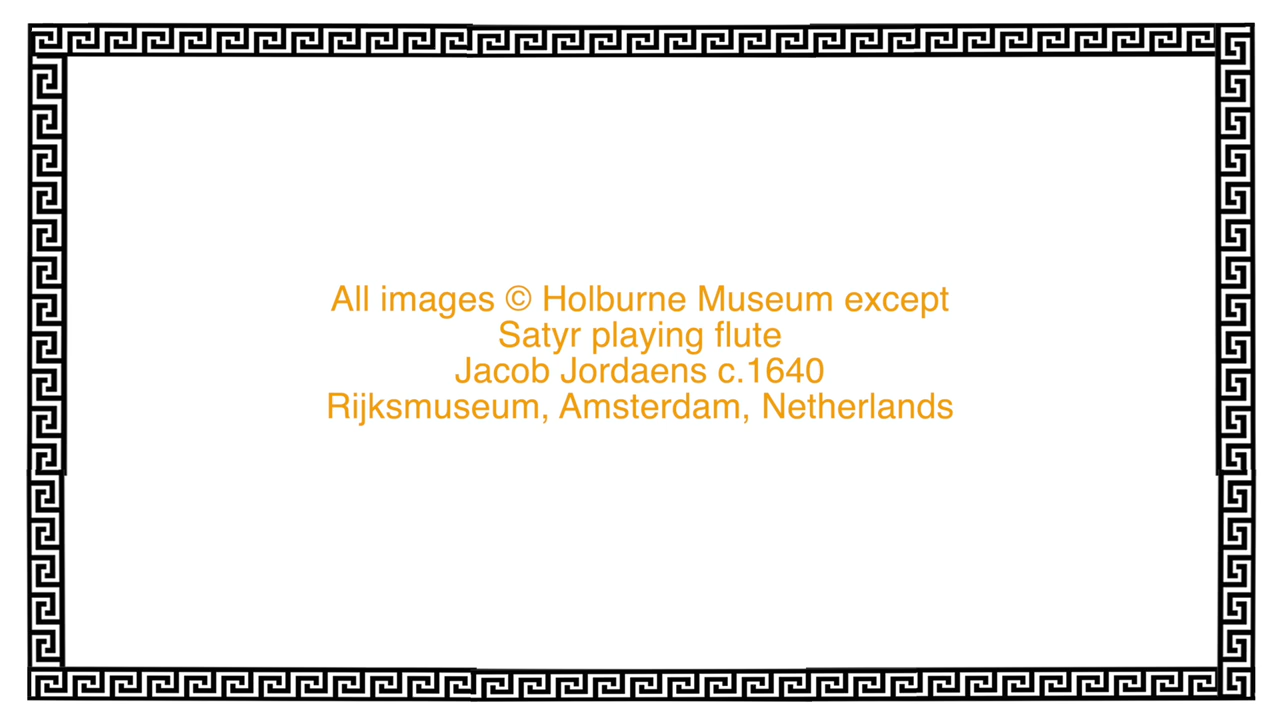 All images © Holburne Museum except
Satyr playing flute
Jacob Jordaens c.1640
Rijksmuseum, Amsterdam, Netherlands